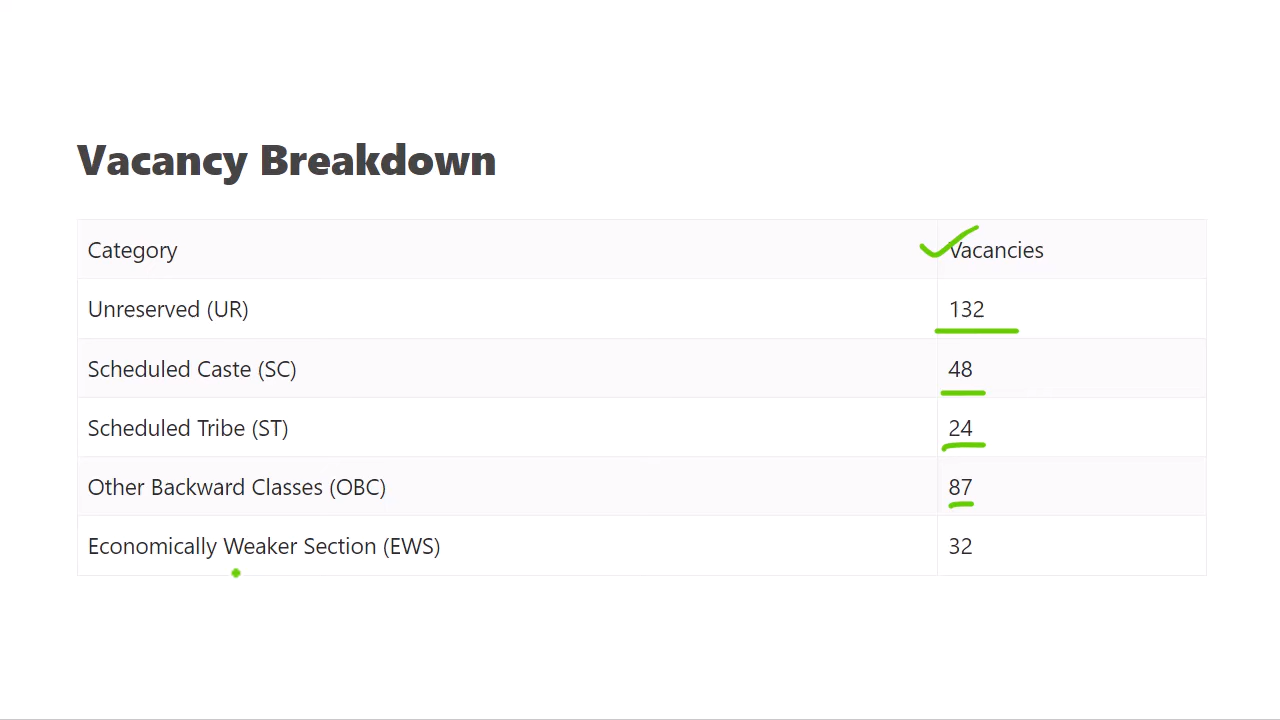 Vacancy Breakdown
Category Vacancies
Unreserved (UR) 132
Scheduled Caste (SC) 48
Scheduled Tribe (ST) 24
Other Backward Classes (OBC) 87
Economically Weaker Section (EWS) 32